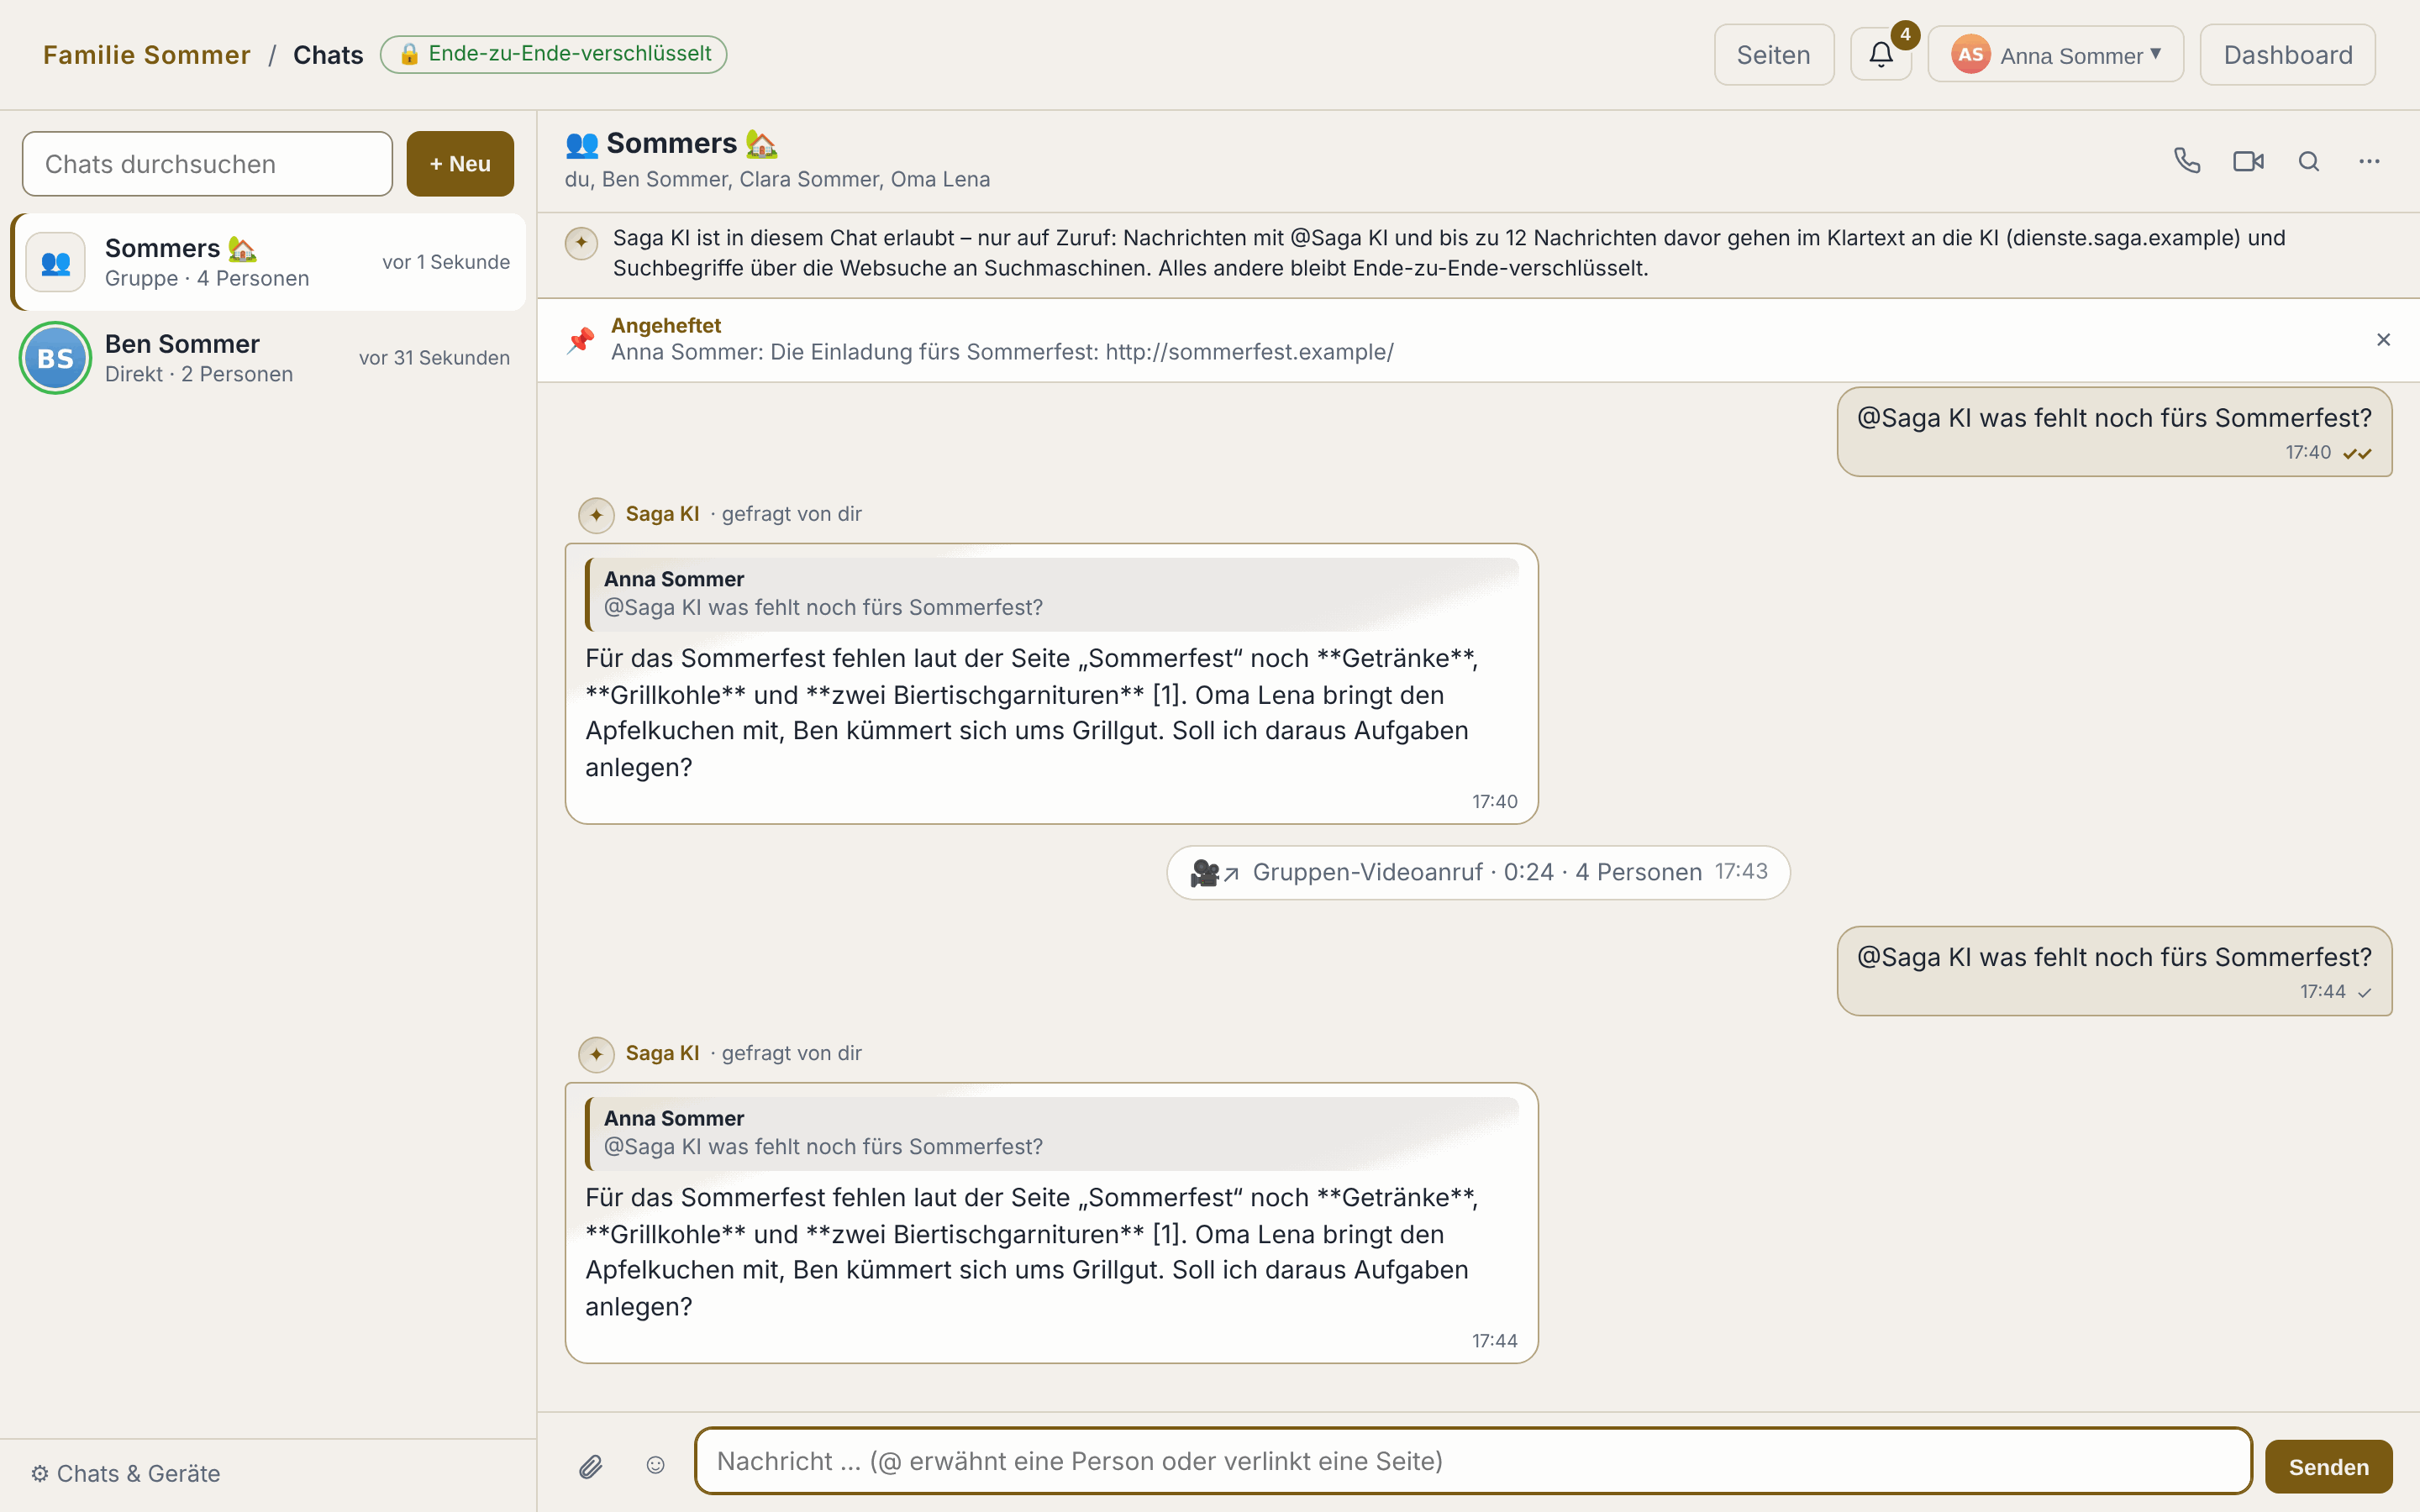 Familie Sommer / Chats 🔒 Ende-zu-Ende-verschlüsselt
Seiten
4
AS Anna Sommer ▾
Dashboard
Chats durchsuchen
+ Neu
Sommers 🏡
Gruppe · 4 Personen
vor 1 Sekunde
BS
Ben Sommer
Direkt · 2 Personen
vor 31 Sekunden
⚙ Chats & Geräte
👥 Sommers 🏡
du, Ben Sommer, Clara Sommer, Oma Lena
Saga KI ist in diesem Chat erlaubt – nur auf Zuruf: Nachrichten mit @Saga KI und bis zu 12 Nachrichten davor gehen im Klartext an die KI (dienste.saga.example) und
Suchbegriffe über die Websuche an Suchmaschinen. Alles andere bleibt Ende-zu-Ende-verschlüsselt.
Angeheftet
Anna Sommer: Die Einladung fürs Sommerfest: http://sommerfest.example/
@Saga KI was fehlt noch fürs Sommerfest?
17:40
Saga KI · gefragt von dir
Anna Sommer
@Saga KI was fehlt noch fürs Sommerfest?
Für das Sommerfest fehlen laut der Seite „Sommerfest“ noch **Getränke**,
**Grillkohle** und **zwei Biertischgarnituren** [1]. Oma Lena bringt den
Apfelkuchen mit, Ben kümmert sich ums Grillgut. Soll ich daraus Aufgaben
anlegen?
17:40
Gruppen-Videoanruf · 0:24 · 4 Personen 17:43
@Saga KI was fehlt noch fürs Sommerfest?
17:44
Saga KI · gefragt von dir
Anna Sommer
@Saga KI was fehlt noch fürs Sommerfest?
Für das Sommerfest fehlen laut der Seite „Sommerfest“ noch **Getränke**,
**Grillkohle** und **zwei Biertischgarnituren** [1]. Oma Lena bringt den
Apfelkuchen mit, Ben kümmert sich ums Grillgut. Soll ich daraus Aufgaben
anlegen?
17:44
Nachricht … (@ erwähnt eine Person oder verlinkt eine Seite)
Senden